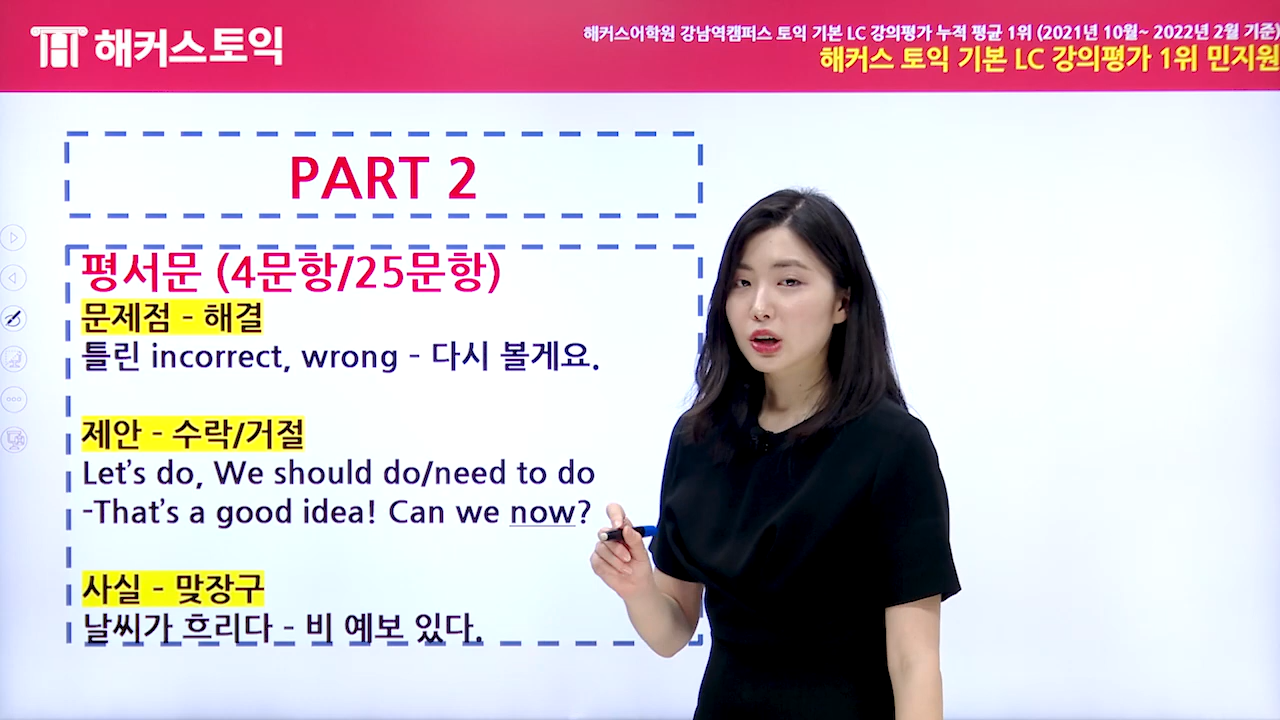 해커스토익
해커스어학원 강남역캠퍼스 토익 기본 LC 강의평가 누적 평균 1위 (2021년 10월~ 2022년 2월 기준)
해커스 토익 기본 LC 강의평가 1위 민지원
PART 2
평서문 (4문항/25문항)
문제점 - 해결
틀린 incorrect, wrong - 다시 볼게요.
제안 - 수락/거절
Let's do, We should do/need to do
-That's a good idea! Can we now?
사실 - 맞장구
날씨가 흐리다 - 비 예보 있다.